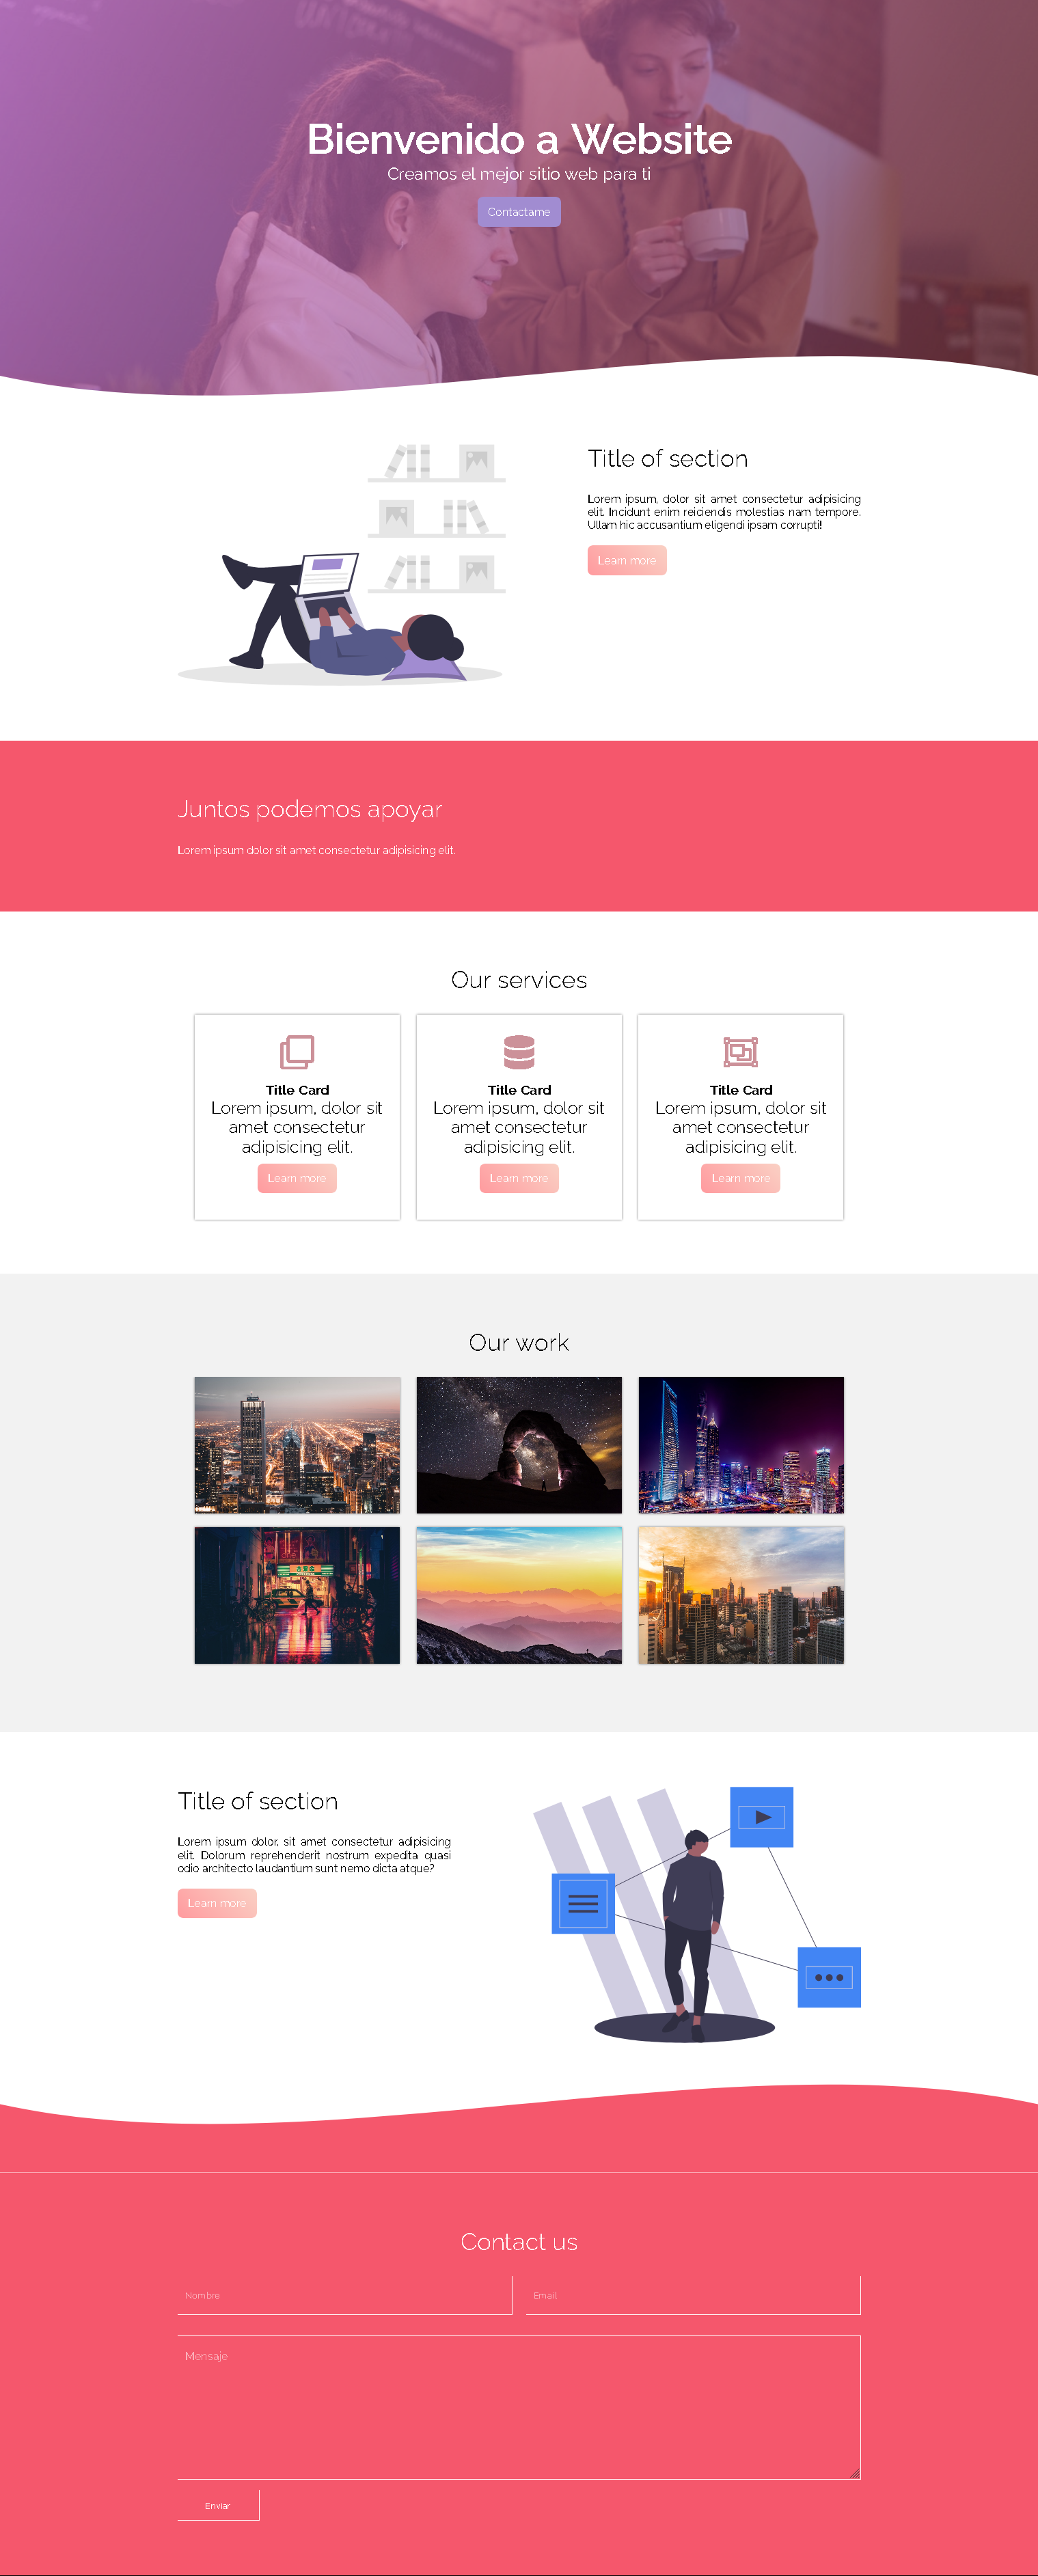 Bienvenido a Website
Creamos el mejor sitio web para ti
Contactame
Title of section
Lorem ipsum, dolor sit amet consectetur adipisicing
elit. Incidunt enim reiciendis molestias nam tempore.
Ullam hic accusantium eligendi ipsam corrupti!
Learn more
Juntos podemos apoyar
Lorem ipsum dolor sit amet consectetur adipisicing elit.
Our services
Title Card
Lorem ipsum, dolor sit
amet consectetur
adipisicing elit.
Learn more
Title Card
Lorem ipsum, dolor sit
amet consectetur
adipisicing elit.
Learn more
Title Card
Lorem ipsum, dolor sit
amet consectetur
adipisicing elit.
Learn more
Our work
Title of section
Lorem ipsum dolor, sit amet consectetur adipisicing
elit. Dolorum reprehenderit nostrum expedita quasi
odio architecto laudantium sunt nemo dicta atque?
Learn more
Contact us
Nombre
Email
Mensaje
Enviar